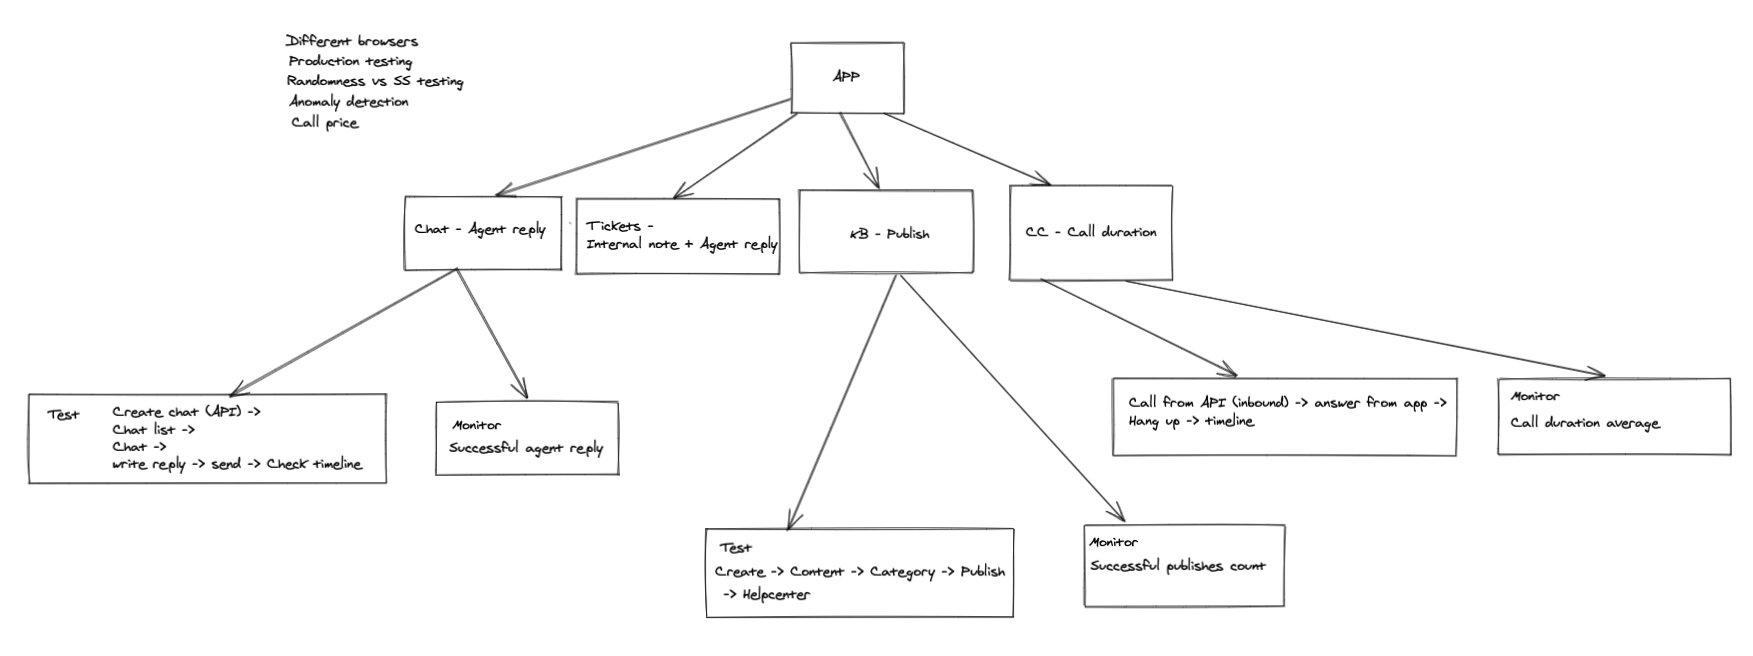 Different browsers
Production testing
Randomness vs SS testing
Anomaly detection
Call price
APP
Chat - Agent reply
Tickets -
Internal note + Agent reply
KB - Publish
CC - Call duration
Test
Create chat (API) ->
Chat list ->
Chat ->
write reply -> send -> Check timeline
Monitor
Successful agent reply
Call from API (inbound) -> answer from app ->
Hang up -> timeline
Monitor
Call duration average
Test
Create -> Content -> Category -> Publish
-> Helpcenter
Monitor
Successful publishes count